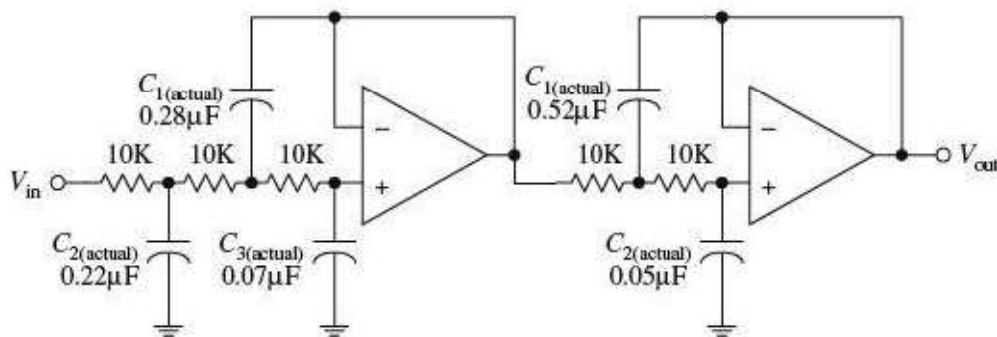 C1(actual)
0.28μF
C1(actual)
0.52μF
10K 10K 10K
−
+
10K 10K
−
+
Vin
Vout
C2(actual)
0.22μF
C3(actual)
0.07μF
C2(actual)
0.05μF